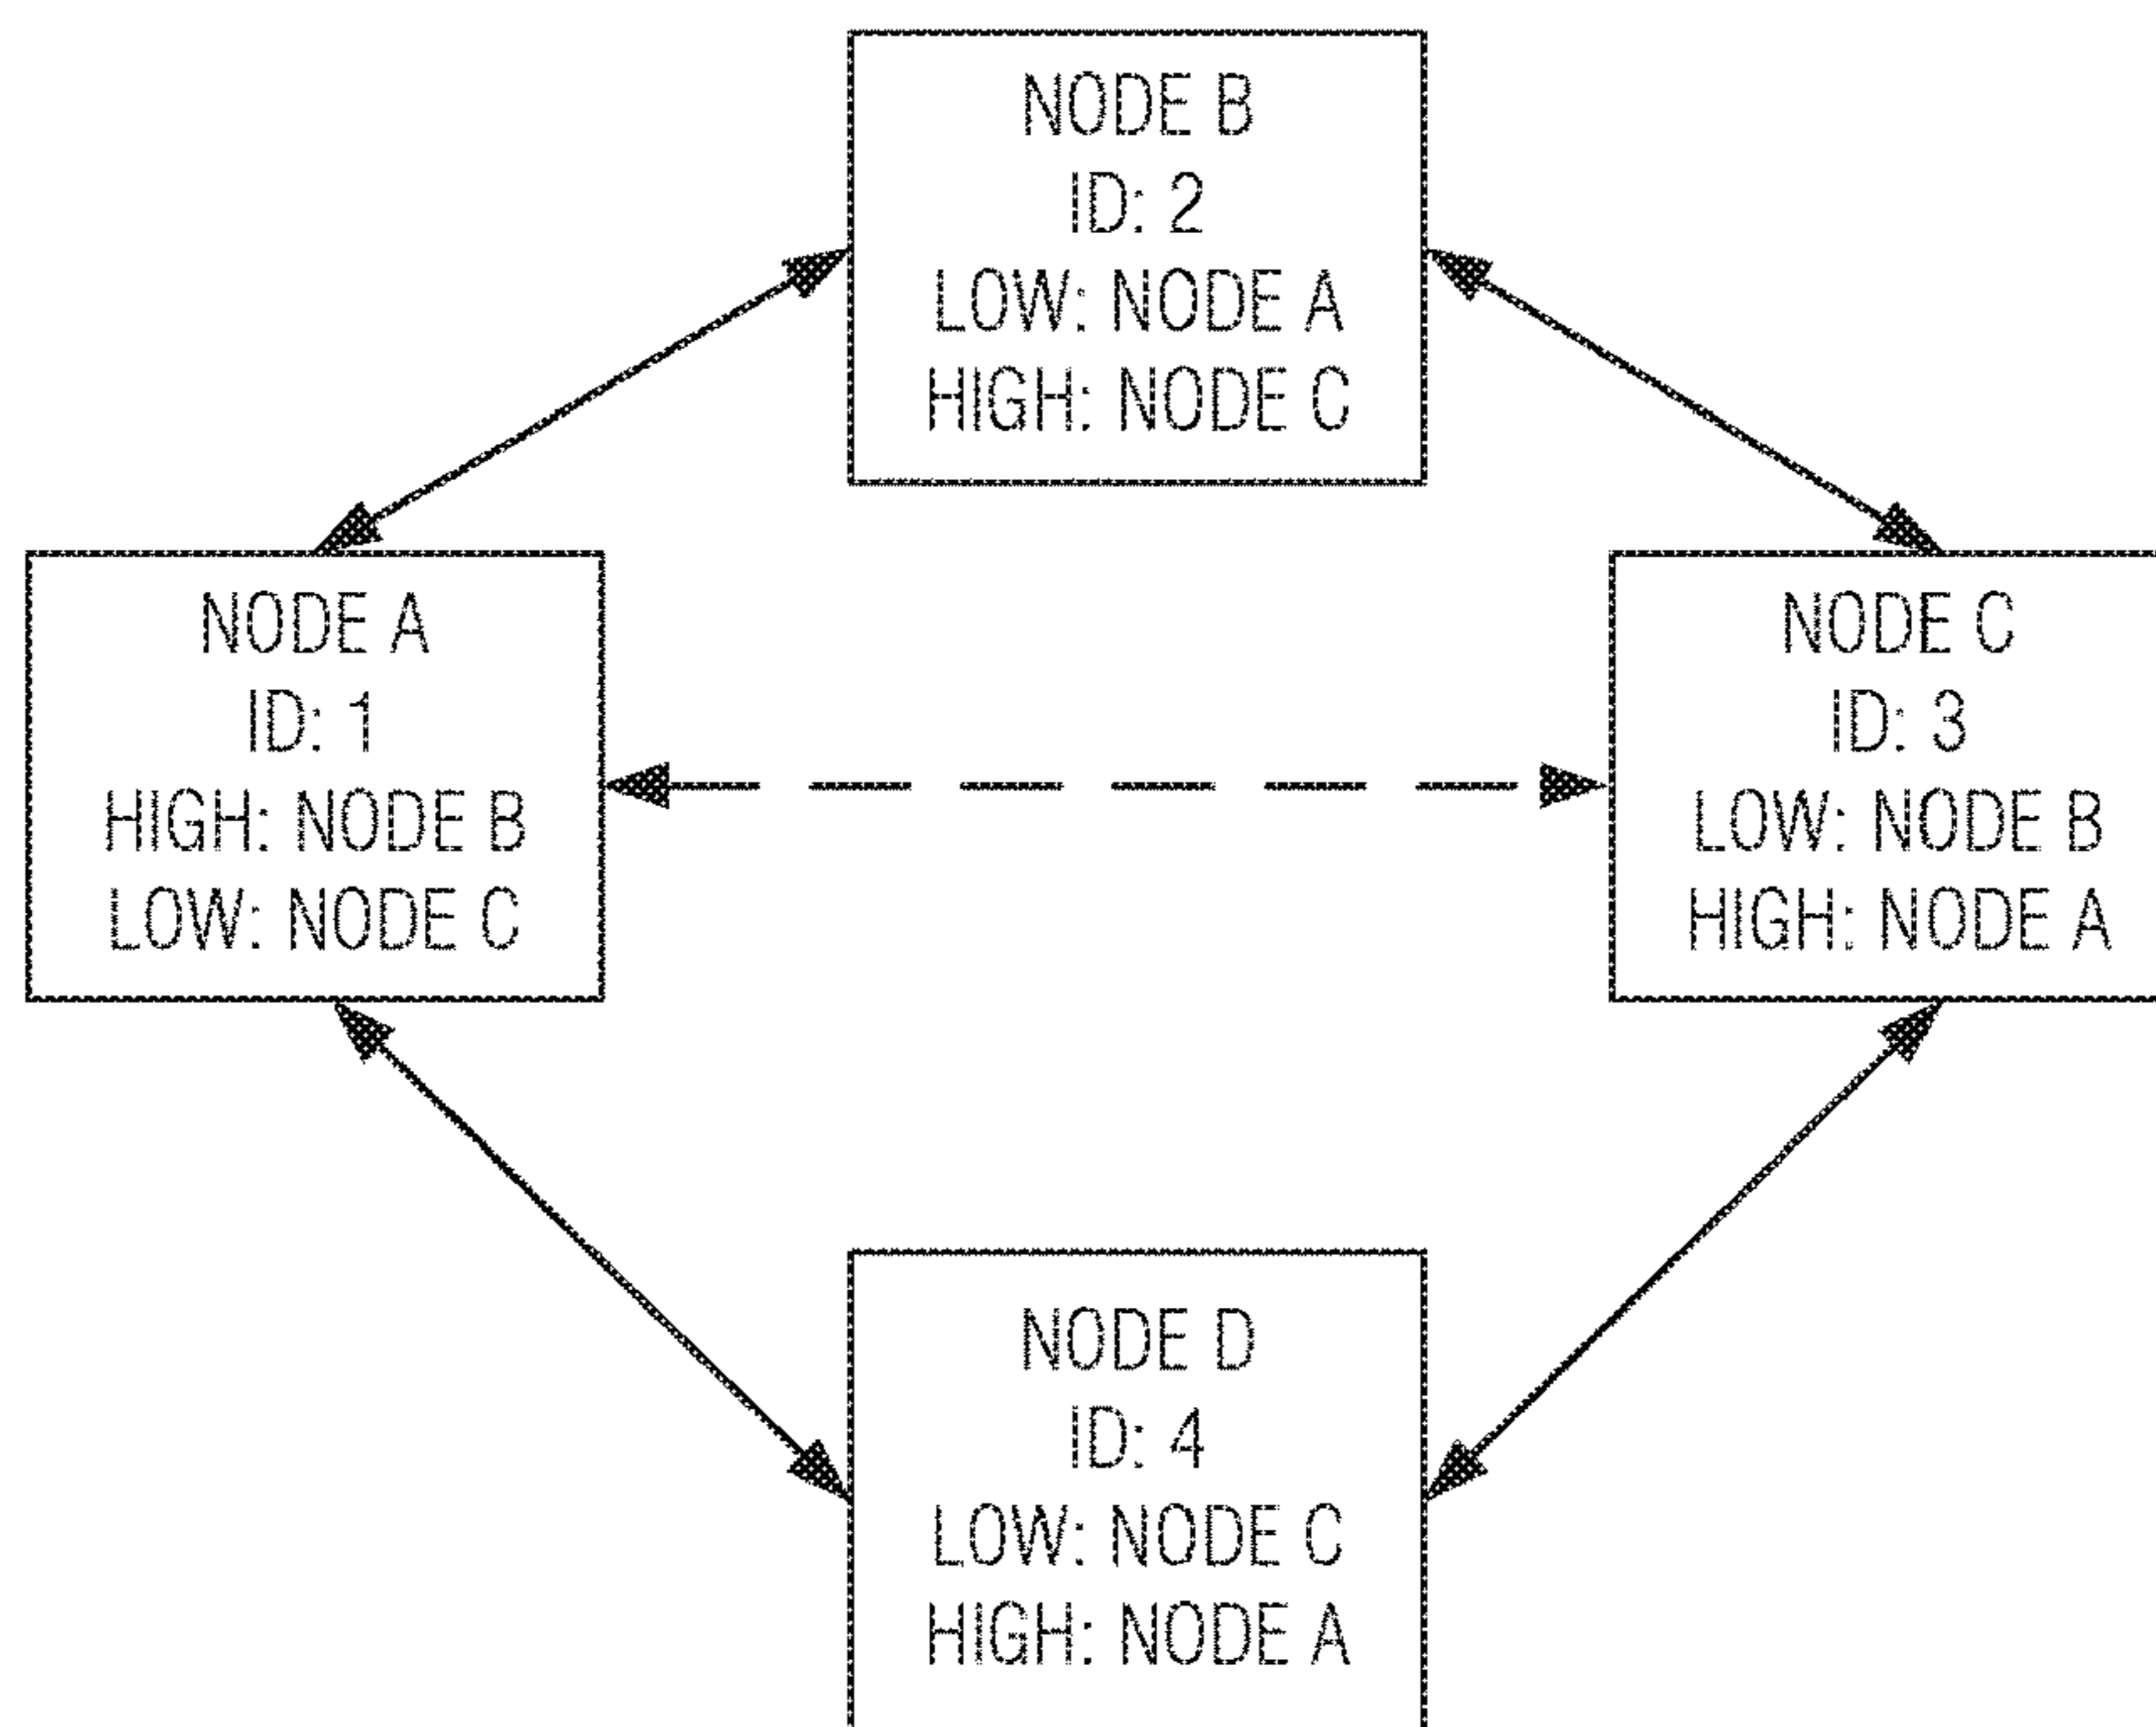 NODE B
ID: 2
LOW: NODE A
HIGH: NODE C
NODE A
ID: 1
HIGH: NODE B
LOW: NODE C
NODE C
ID: 3
LOW: NODE B
HIGH: NODE A
NODE D
ID: 4
LOW: NODE C
HIGH: NODE A